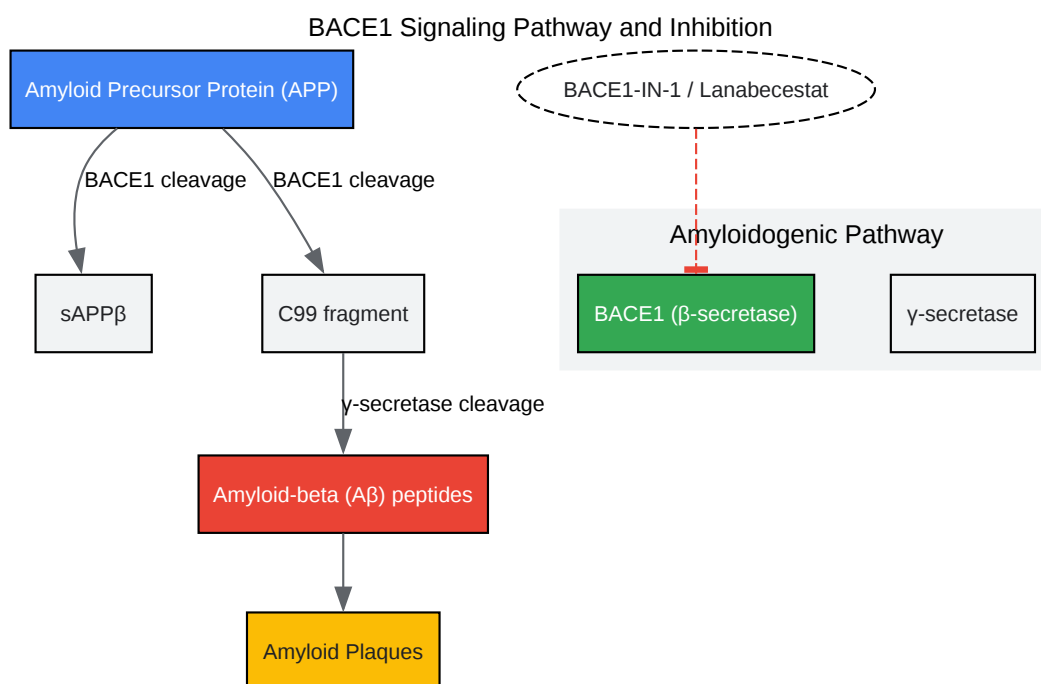 BACE1 Signaling Pathway and Inhibition
Amyloid Precursor Protein (APP)
BACE1-IN-1 / Lanabecestat
BACE1 cleavage
BACE1 cleavage
Amyloidogenic Pathway
sAPPβ
C99 fragment
BACE1 (β-secretase)
γ-secretase
γ-secretase cleavage
Amyloid-beta (Aβ) peptides
Amyloid Plaques